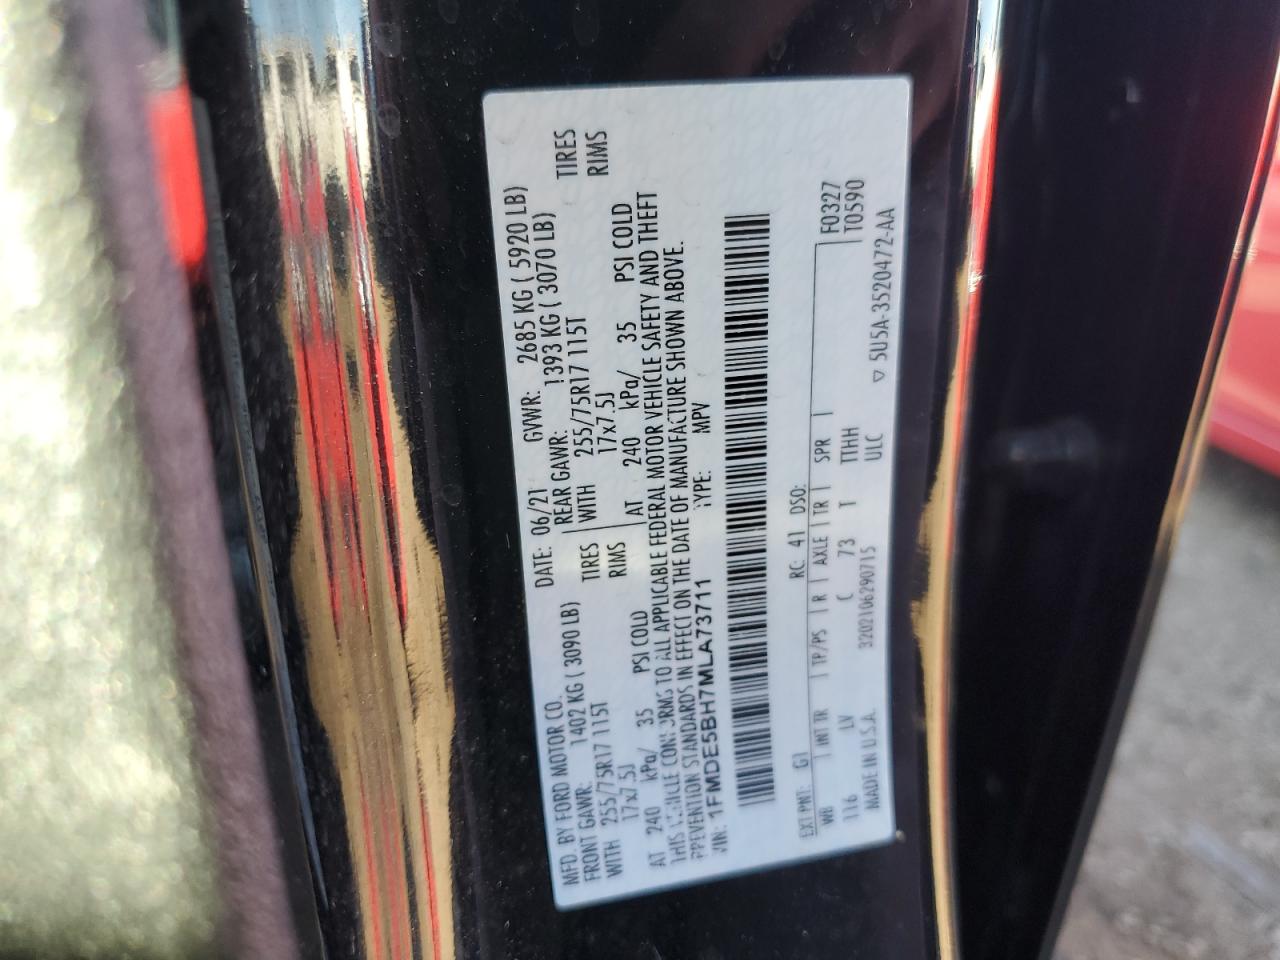 MFD. BY FORD MOTOR CO. DATE: 06/21 GVWR: 2685 KG ( 5920 LB)
FRONT GAWR: 1402 KG ( 3090 LB) REAR GAWR: 1393 KG ( 3070 LB)
WITH 255/75R17 115T TIRES WITH 255/75R17 115T TIRES
17x7.5J RIMS 17x7.5J RIMS
AT 240 kPa/ 35 PSI COLD AT 240 kPa/ 35 PSI COLD
THIS VEHICLE CONFORMS TO ALL APPLICABLE FEDERAL MOTOR VEHICLE SAFETY AND THEFT
PREVENTION STANDARDS IN EFFECT ON THE DATE OF MANUFACTURE SHOWN ABOVE.
VIN: 1FMDE5BH7MLA73711 TYPE: MPV
EXT PNT: G1 RC: 41 DSO:
WB INT TR TP/PS R AXLE TR SPR F0327
116 LV C 73 T TTHH T0590
MADE IN U.S.A. 320210629071S ULC ▽ 5U5A-3520472-AA